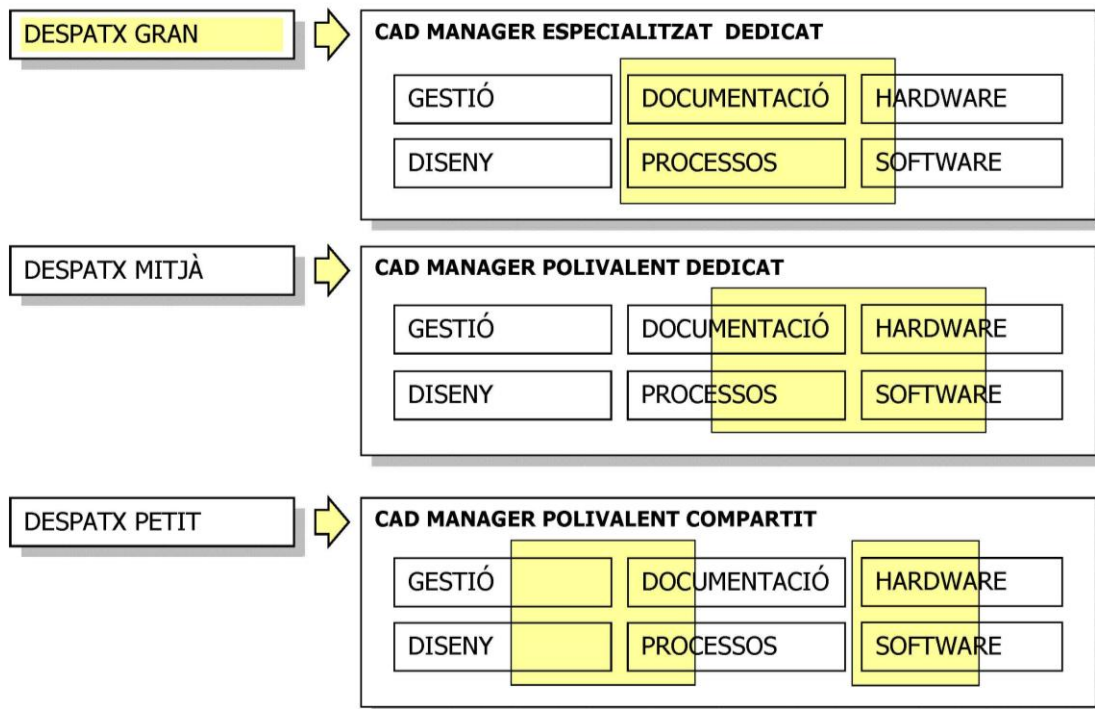 DESPATX GRAN
CAD MANAGER ESPECIALITZAT DEDICAT
GESTIÓ
DOCUMENTACIÓ
HARDWARE
DISENY
PROCESSOS
SOFTWARE
DESPATX MITJÀ
CAD MANAGER POLIVALENT DEDICAT
GESTIÓ
DOCUMENTACIÓ
HARDWARE
DISENY
PROCESSOS
SOFTWARE
DESPATX PETIT
CAD MANAGER POLIVALENT COMPARTIT
GESTIÓ
DOCUMENTACIÓ
HARDWARE
DISENY
PROCESSOS
SOFTWARE